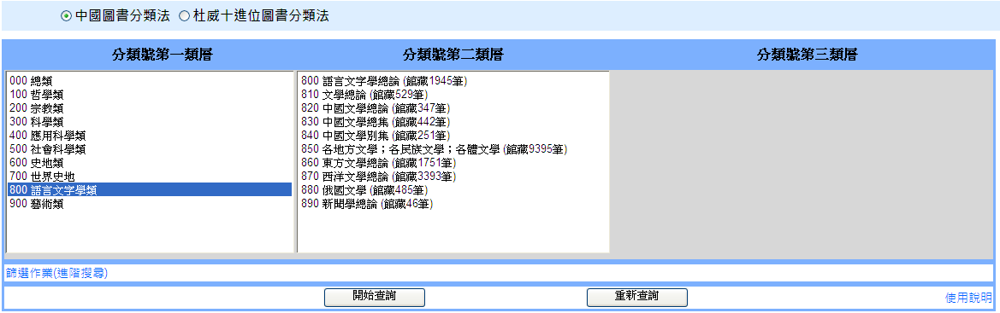 中國圖書分類法 杜威十進位圖書分類法
分類號第一類層 分類號第二類層 分類號第三類層
000 總類
100 哲學類
200 宗教類
300 科學類
400 應用科學類
500 社會科學類
600 史地類
700 世界史地
800 語言文字學類
900 藝術類
800 語言文字學總論 (館藏1945筆)
810 文學總論 (館藏529筆)
820 中國文學總論 (館藏347筆)
830 中國文學總集 (館藏442筆)
840 中國文學別集 (館藏251筆)
850 各地方文學；各民族文學；各體文學 (館藏9395筆)
860 東方文學總論 (館藏1751筆)
870 西洋文學總論 (館藏3393筆)
880 俄國文學 (館藏485筆)
890 新聞學總論 (館藏46筆)
篩選作業(進階搜尋)
開始查詢 重新查詢 使用說明